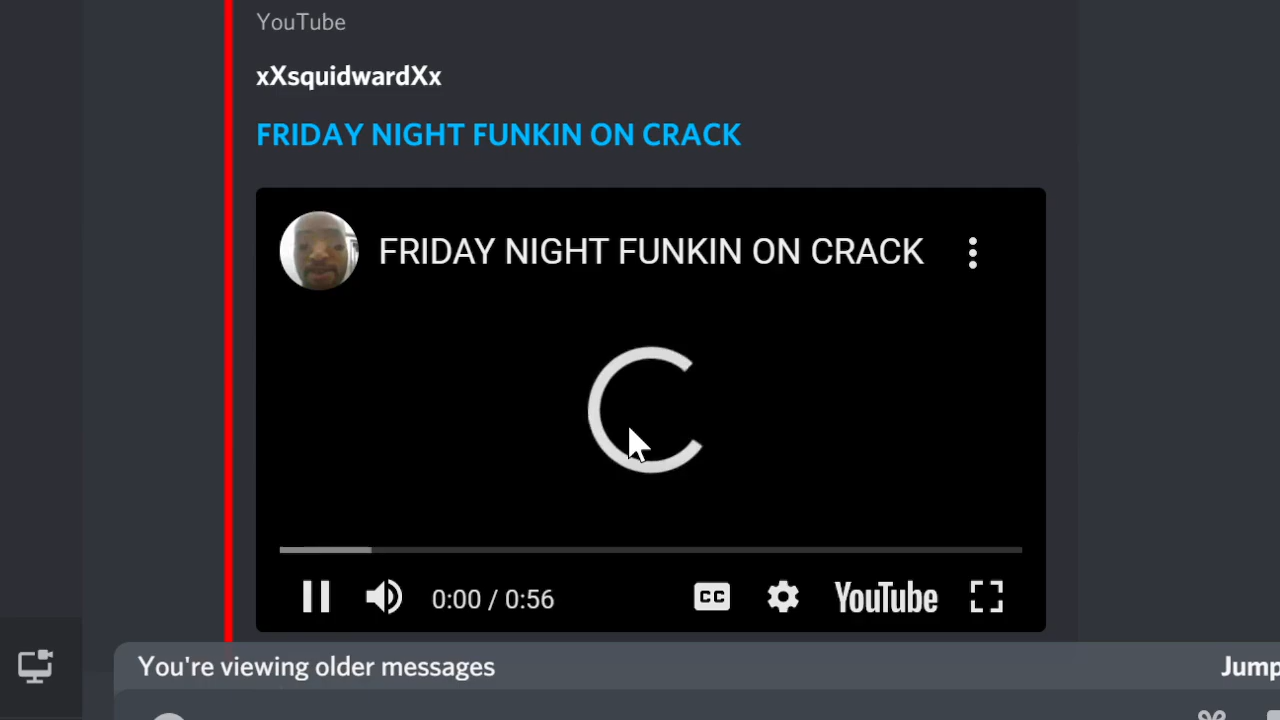 YouTube
xXsquidwardXx
FRIDAY NIGHT FUNKIN ON CRACK
FRIDAY NIGHT FUNKIN ON CRACK
0:00 / 0:56
CC
YouTube
You're viewing older messages
Jump